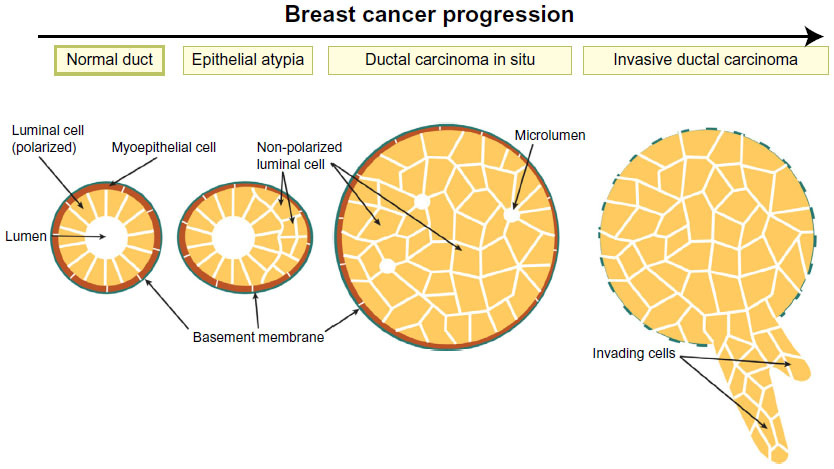 Breast cancer progression
Normal duct
Epithelial atypia
Ductal carcinoma in situ
Invasive ductal carcinoma
Luminal cell
(polarized)
Myoepithelial cell
Non-polarized
luminal cell
Microlumen
Lumen
Basement membrane
Invading cells